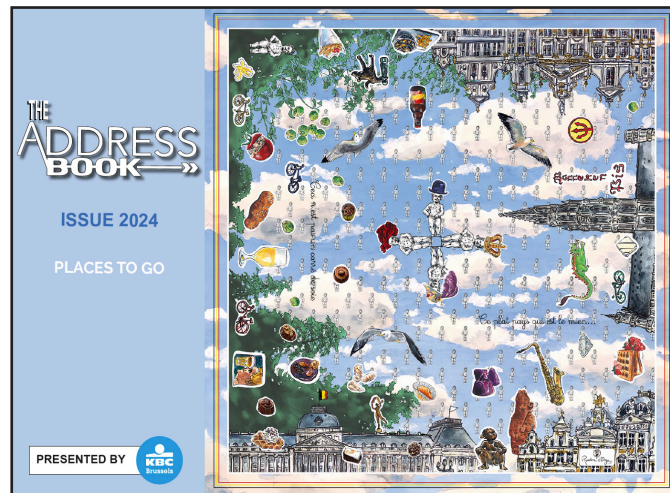 THE
ADDRESS
BOOK
ISSUE 2024
PLACES TO GO
PRESENTED BY
KBC
Brussels
Ce plat pays qui est le mien...